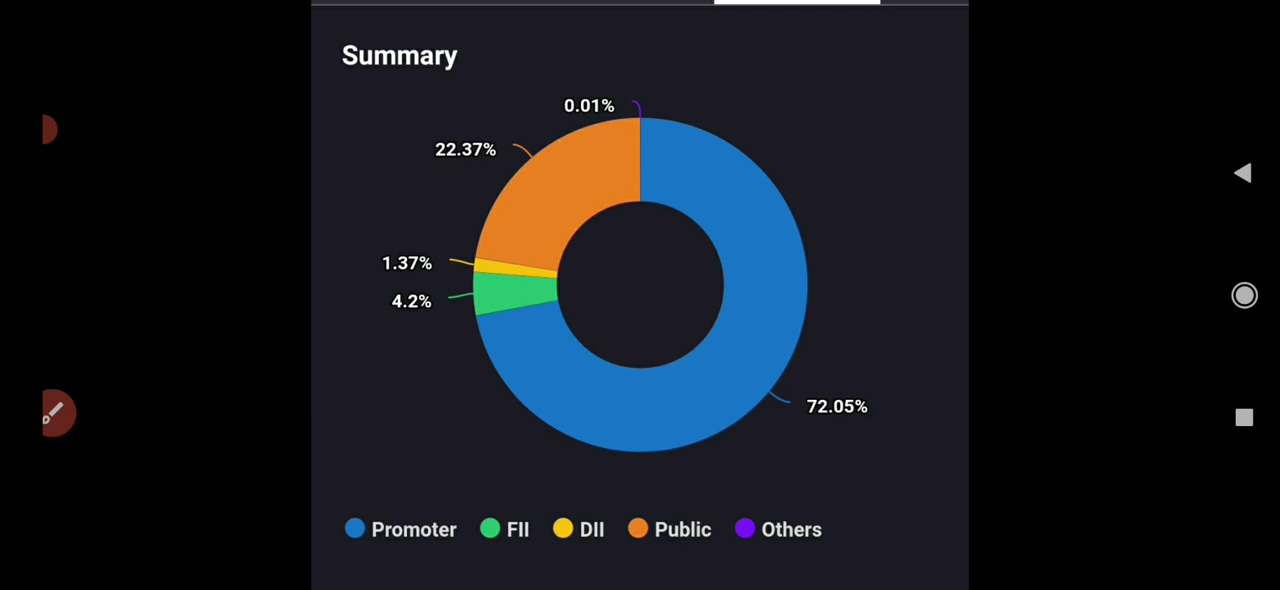 Summary
0.01%
22.37%
1.37%
4.2%
72.05%
Promoter FII DII Public Others